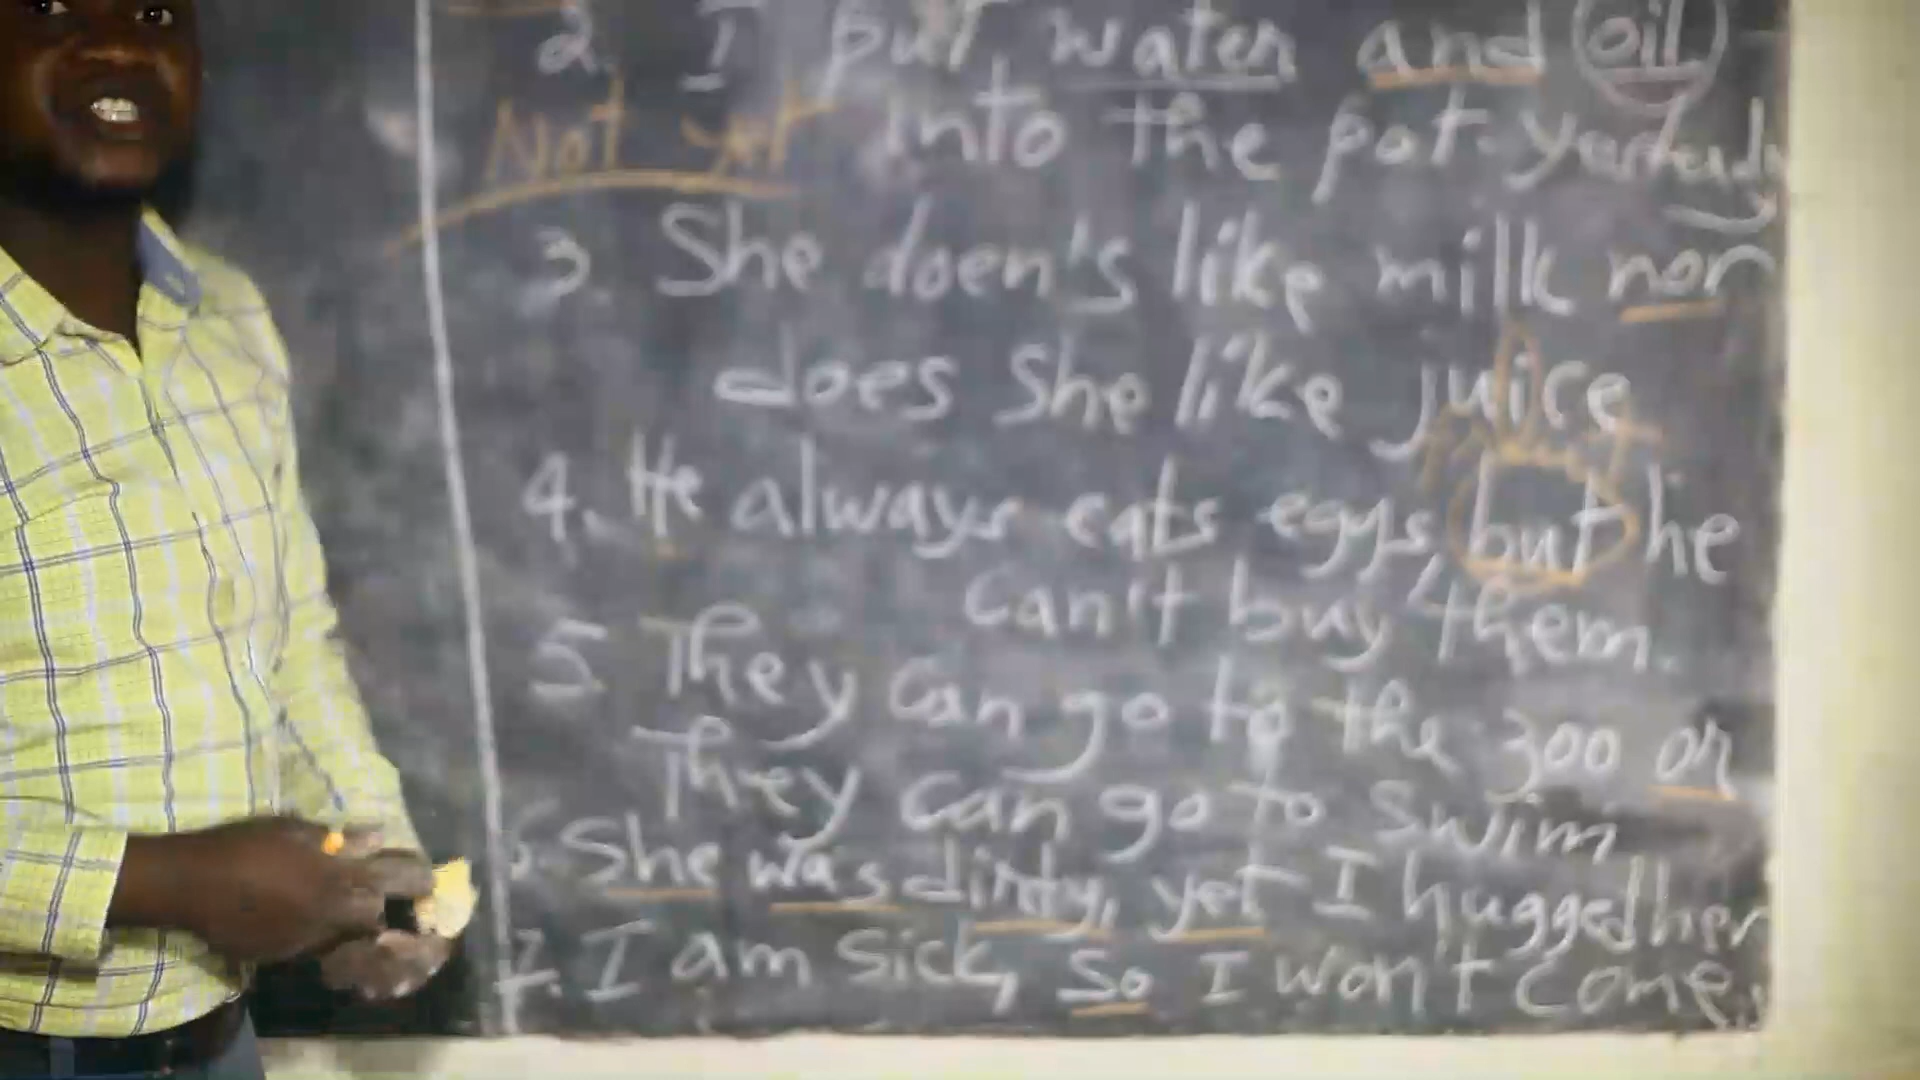 2. I put water and oil
Not yet into the pot yesterday
3. She doen's like milk nor
does she like juice
4. He always eats eggs, but he
can't buy them.
5. They can go to the zoo or
They can go to swim
6. She was dirty, yet I hugged her
7. I am sick, so I won't come.